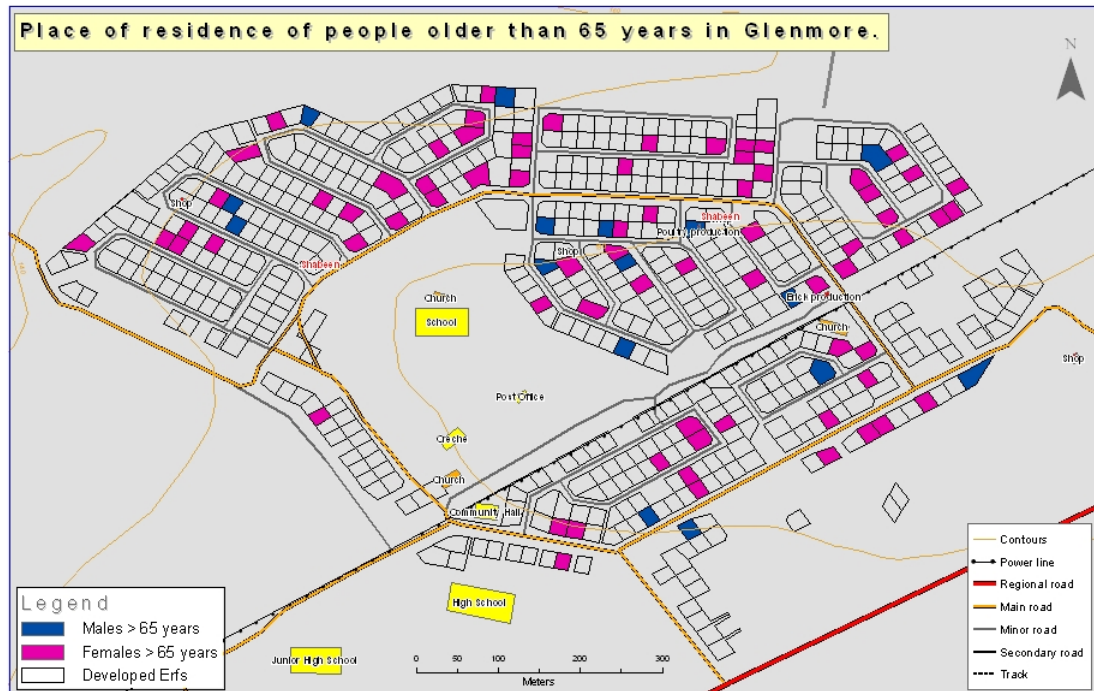 Place of residence of people older than 65 years in Glenmore.
N
Shop
Shabeen
Poultry production
Shop
Shabeen
Church
School
Brick production
Church
Shop
Post Office
Creche
Church
Community Hall
High School
Junior High School
Legend
Males > 65 years
Females > 65 years
Developed Erfs
0 50 100 200 300
Meters
Contours
Power line
Regional road
Main road
Minor road
Secondary road
Track